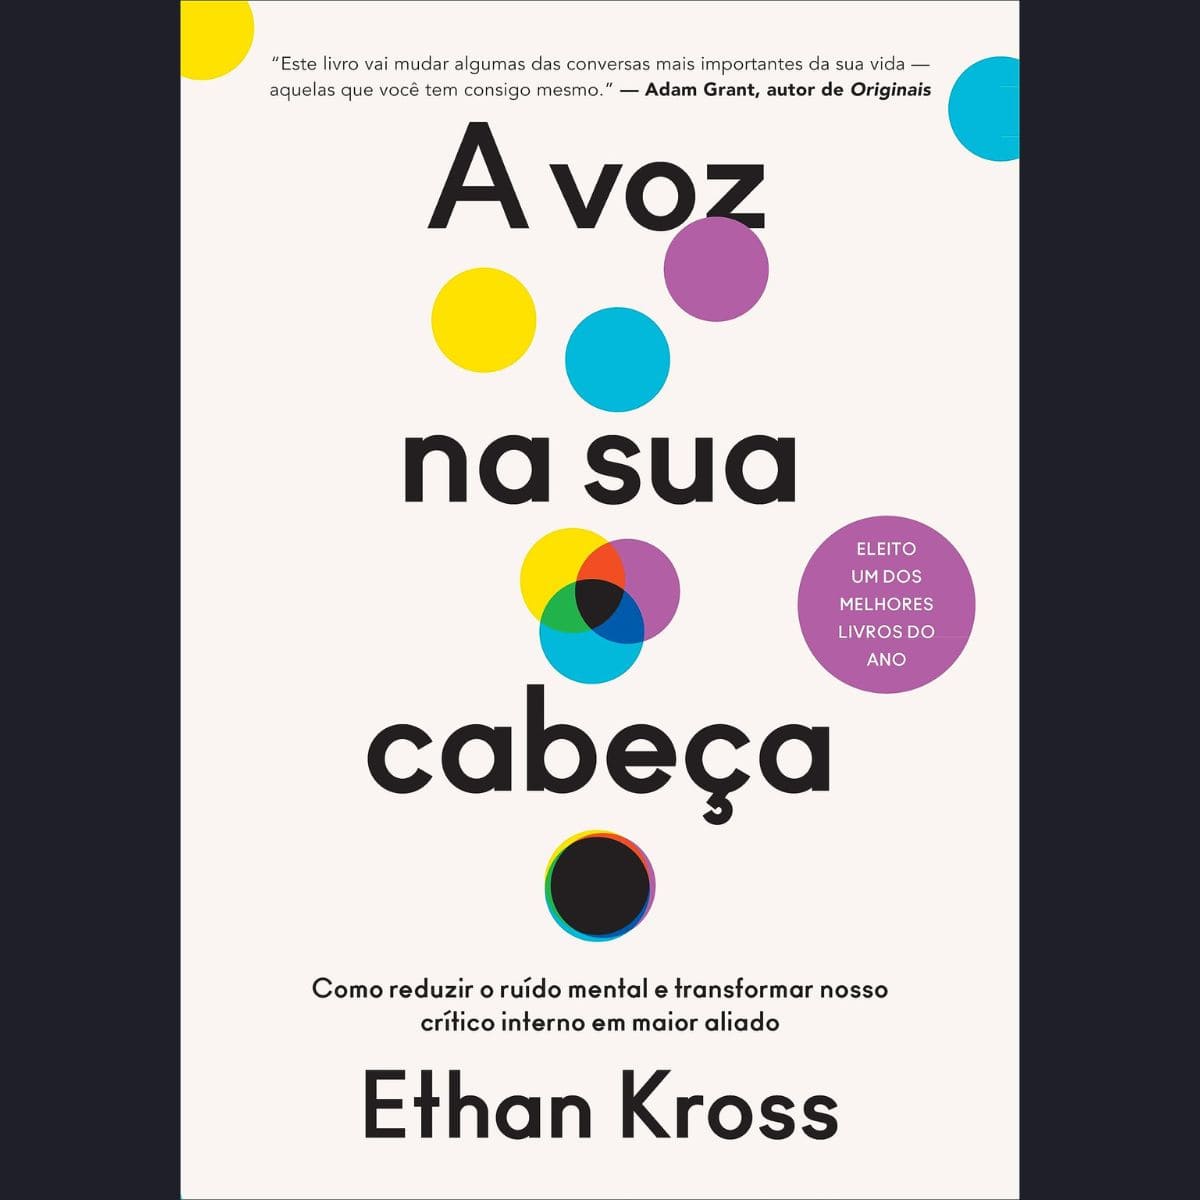 “Este livro vai mudar algumas das conversas mais importantes da sua vida —
aquelas que você tem consigo mesmo.” — Adam Grant, autor de Originais
A voz
na sua
ELEITO
UM DOS
MELHORES
LIVROS DO
ANO
cabeça
Como reduzir o ruído mental e transformar nosso
crítico interno em maior aliado
Ethan Kross